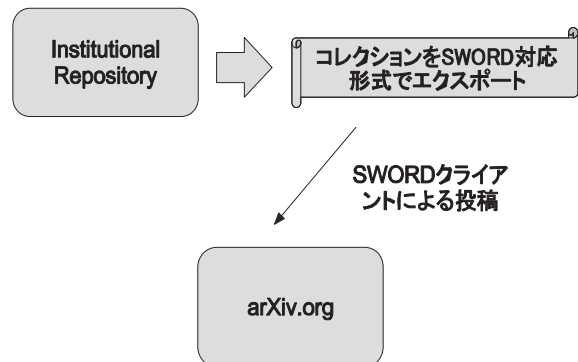 Institutional
Repository
コレクションをSWORD対応
形式でエクスポート
SWORDクライア
ントによる投稿
arXiv.org